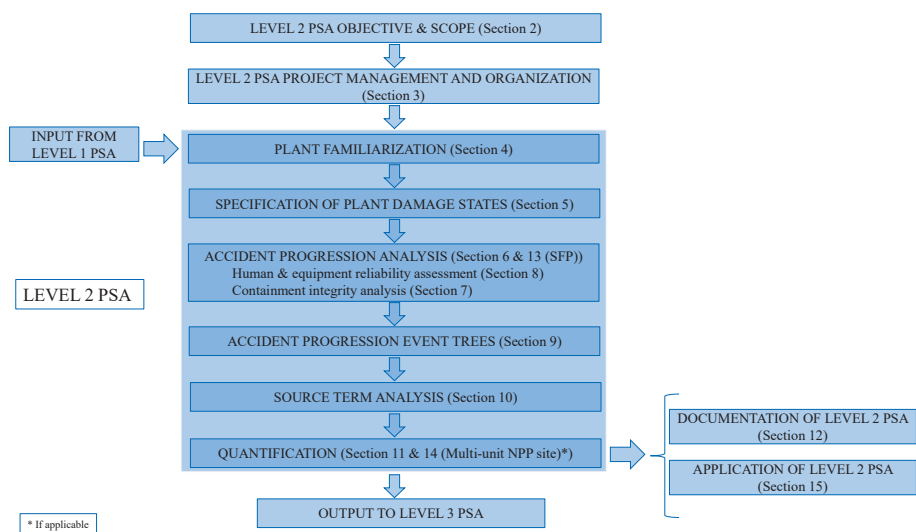 LEVEL 2 PSA OBJECTIVE & SCOPE (Section 2)
LEVEL 2 PSA PROJECT MANAGEMENT AND ORGANIZATION
(Section 3)
INPUT FROM
LEVEL 1 PSA
PLANT FAMILIARIZATION (Section 4)
SPECIFICATION OF PLANT DAMAGE STATES (Section 5)
ACCIDENT PROGRESSION ANALYSIS (Section 6 & 13 (SFP))
Human & equipment reliability assessment (Section 8)
Containment integrity analysis (Section 7)
LEVEL 2 PSA
ACCIDENT PROGRESSION EVENT TREES (Section 9)
SOURCE TERM ANALYSIS (Section 10)
QUANTIFICATION (Section 11 & 14 (Multi-unit NPP site)*)
DOCUMENTATION OF LEVEL 2 PSA
(Section 12)
APPLICATION OF LEVEL 2 PSA
(Section 15)
OUTPUT TO LEVEL 3 PSA
* If applicable